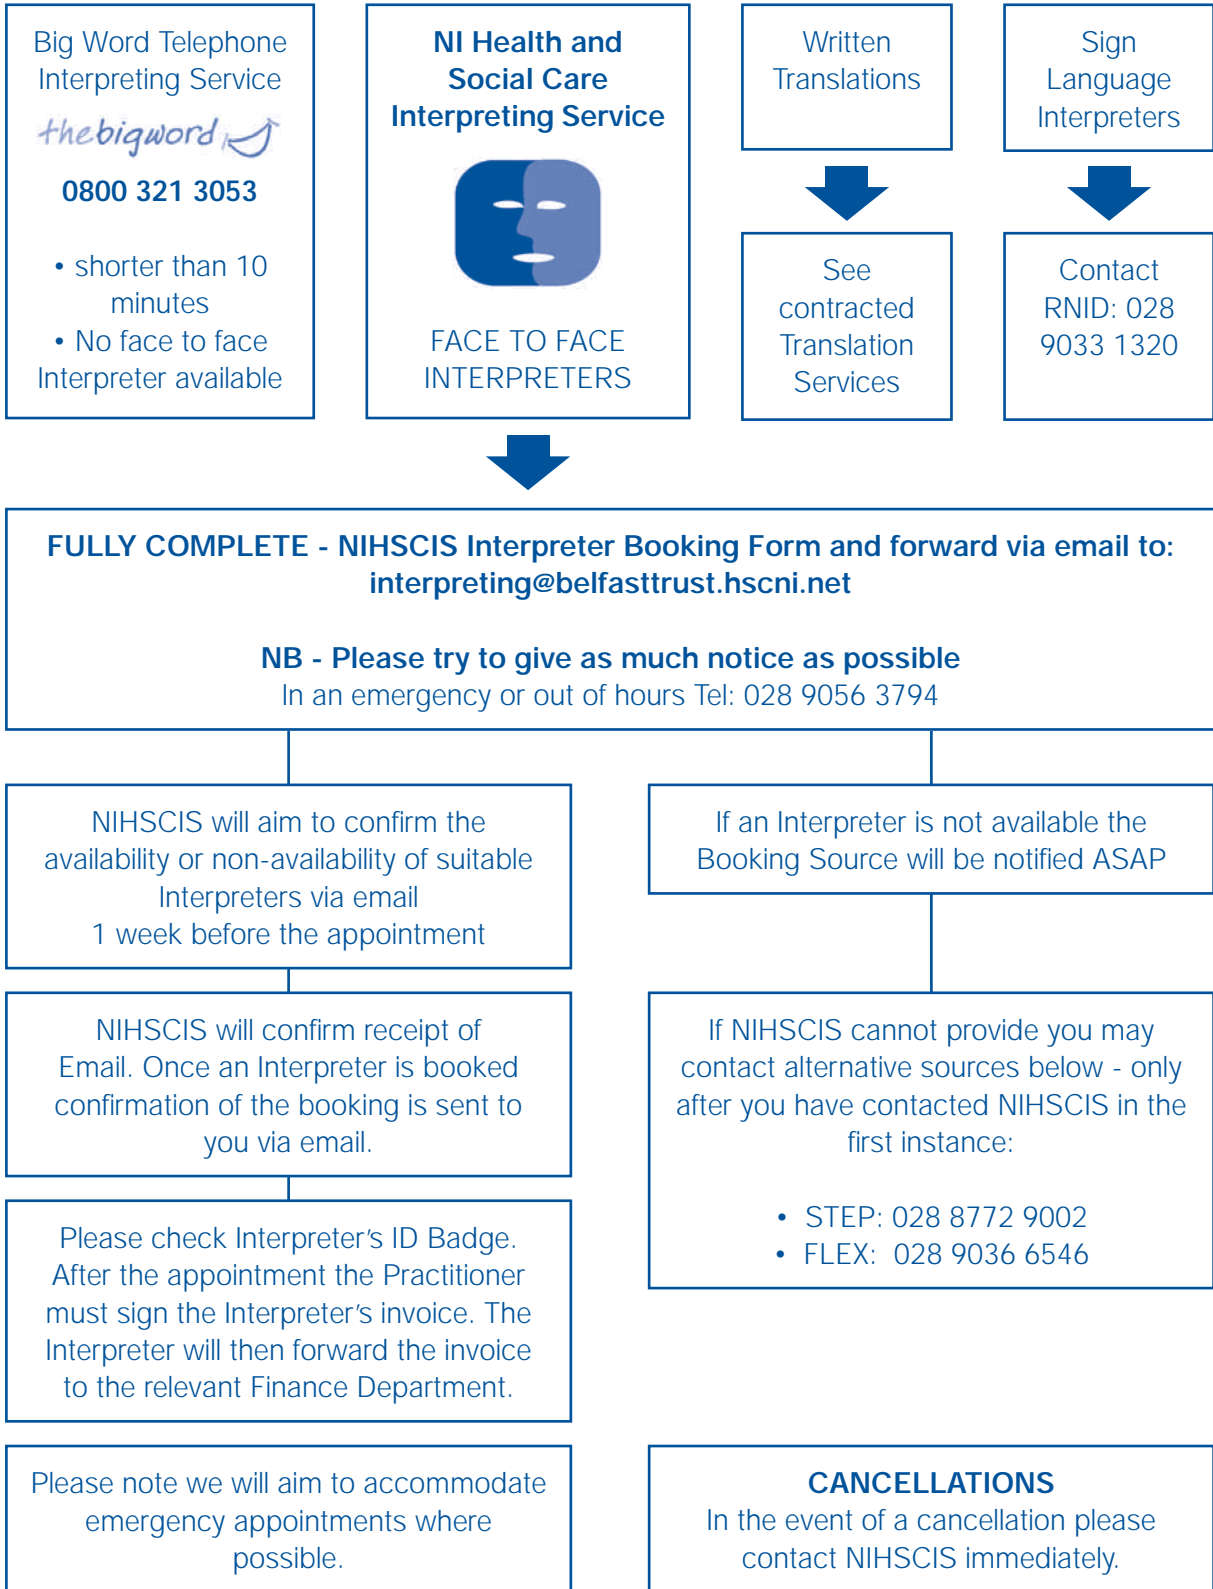 Big Word Telephone
Interpreting Service
thebigword
0800 321 3053
• shorter than 10
minutes
• No face to face
Interpreter available
NI Health and
Social Care
Interpreting Service
FACE TO FACE
INTERPRETERS
Written
Translations
See
contracted
Translation
Services
Sign
Language
Interpreters
Contact
RNID: 028
9033 1320
FULLY COMPLETE - NIHSCIS Interpreter Booking Form and forward via email to:
interpreting@belfasttrust.hscni.net
NB - Please try to give as much notice as possible
In an emergency or out of hours Tel: 028 9056 3794
NIHSCIS will aim to confirm the
availability or non-availability of suitable
Interpreters via email
1 week before the appointment
NIHSCIS will confirm receipt of
Email. Once an Interpreter is booked
confirmation of the booking is sent to
you via email.
Please check Interpreter's ID Badge.
After the appointment the Practitioner
must sign the Interpreter's invoice. The
Interpreter will then forward the invoice
to the relevant Finance Department.
Please note we will aim to accommodate
emergency appointments where
possible.
If an Interpreter is not available the
Booking Source will be notified ASAP
If NIHSCIS cannot provide you may
contact alternative sources below - only
after you have contacted NIHSCIS in the
first instance:
• STEP: 028 8772 9002
• FLEX: 028 9036 6546
CANCELLATIONS
In the event of a cancellation please
contact NIHSCIS immediately.